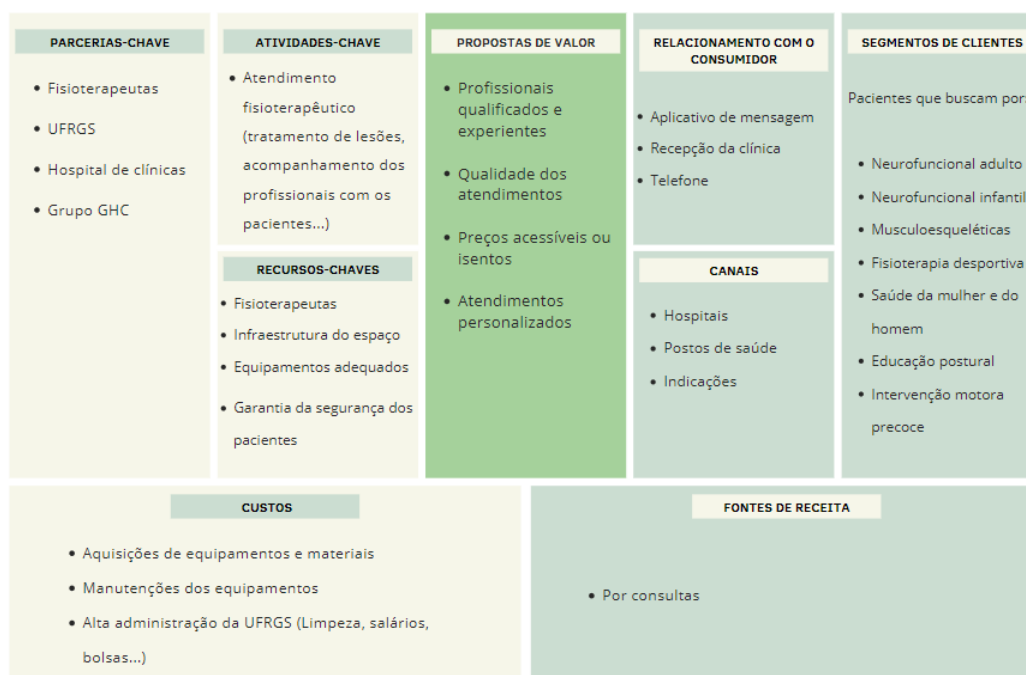 PARCERIAS-CHAVE
• Fisioterapeutas
• UFRGS
• Hospital de clínicas
• Grupo GHC
ATIVIDADES-CHAVE
• Atendimento
fisioterapêutico
(tratamento de lesões,
acompanhamento dos
profissionais com os
pacientes...)
RECURSOS-CHAVES
• Fisioterapeutas
• Infraestrutura do espaço
• Equipamentos adequados
• Garantia da segurança dos
pacientes
PROPOSTAS DE VALOR
• Profissionais
qualificados e
experientes
• Qualidade dos
atendimentos
• Preços acessíveis ou
isentos
• Atendimentos
personalizados
RELACIONAMENTO COM O
CONSUMIDOR
• Aplicativo de mensagem
• Recepção da clínica
• Telefone
CANAIS
• Hospitais
• Postos de saúde
• Indicações
SEGMENTOS DE CLIENTES
Pacientes que buscam por:
• Neurofuncional adulto
• Neurofuncional infantil
• Musculoesqueléticas
• Fisioterapia desportiva
• Saúde da mulher e do
homem
• Educação postural
• Intervenção motora
precoce
CUSTOS
• Aquisições de equipamentos e materiais
• Manutenções dos equipamentos
• Alta administração da UFRGS (Limpeza, salários,
bolsas...)
FONTES DE RECEITA
• Por consultas